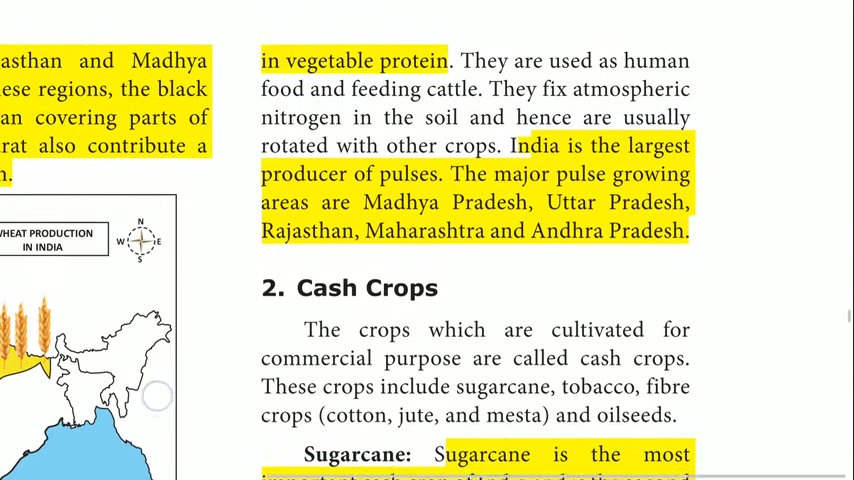 asthan and Madhya
ese regions, the black
an covering parts of
rat also contribute a
HEAT PRODUCTION
IN INDIA
N
W E
S
in vegetable protein. They are used as human
food and feeding cattle. They fix atmospheric
nitrogen in the soil and hence are usually
rotated with other crops. India is the largest
producer of pulses. The major pulse growing
areas are Madhya Pradesh, Uttar Pradesh,
Rajasthan, Maharashtra and Andhra Pradesh.
2. Cash Crops
The crops which are cultivated for
commercial purpose are called cash crops.
These crops include sugarcane, tobacco, fibre
crops (cotton, jute, and mesta) and oilseeds.
Sugarcane: Sugarcane is the most